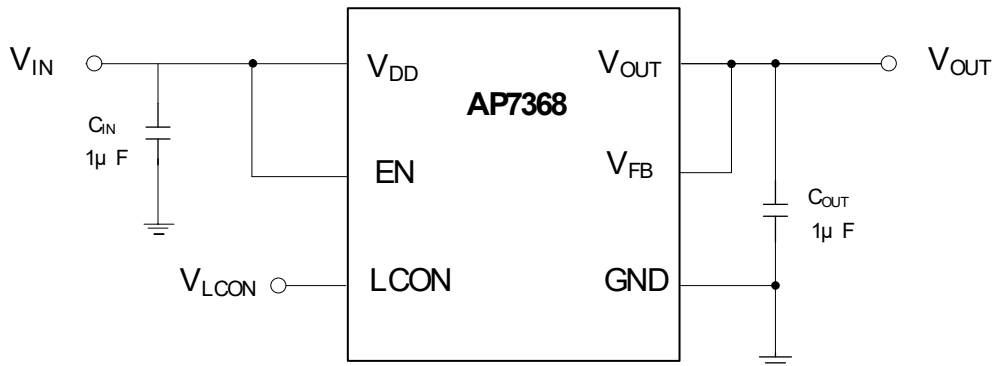 VIN
VDD
VOUT
VOUT
AP7368
CIN
1µ F
EN
VFB
COUT
1µ F
VLCON
LCON
GND